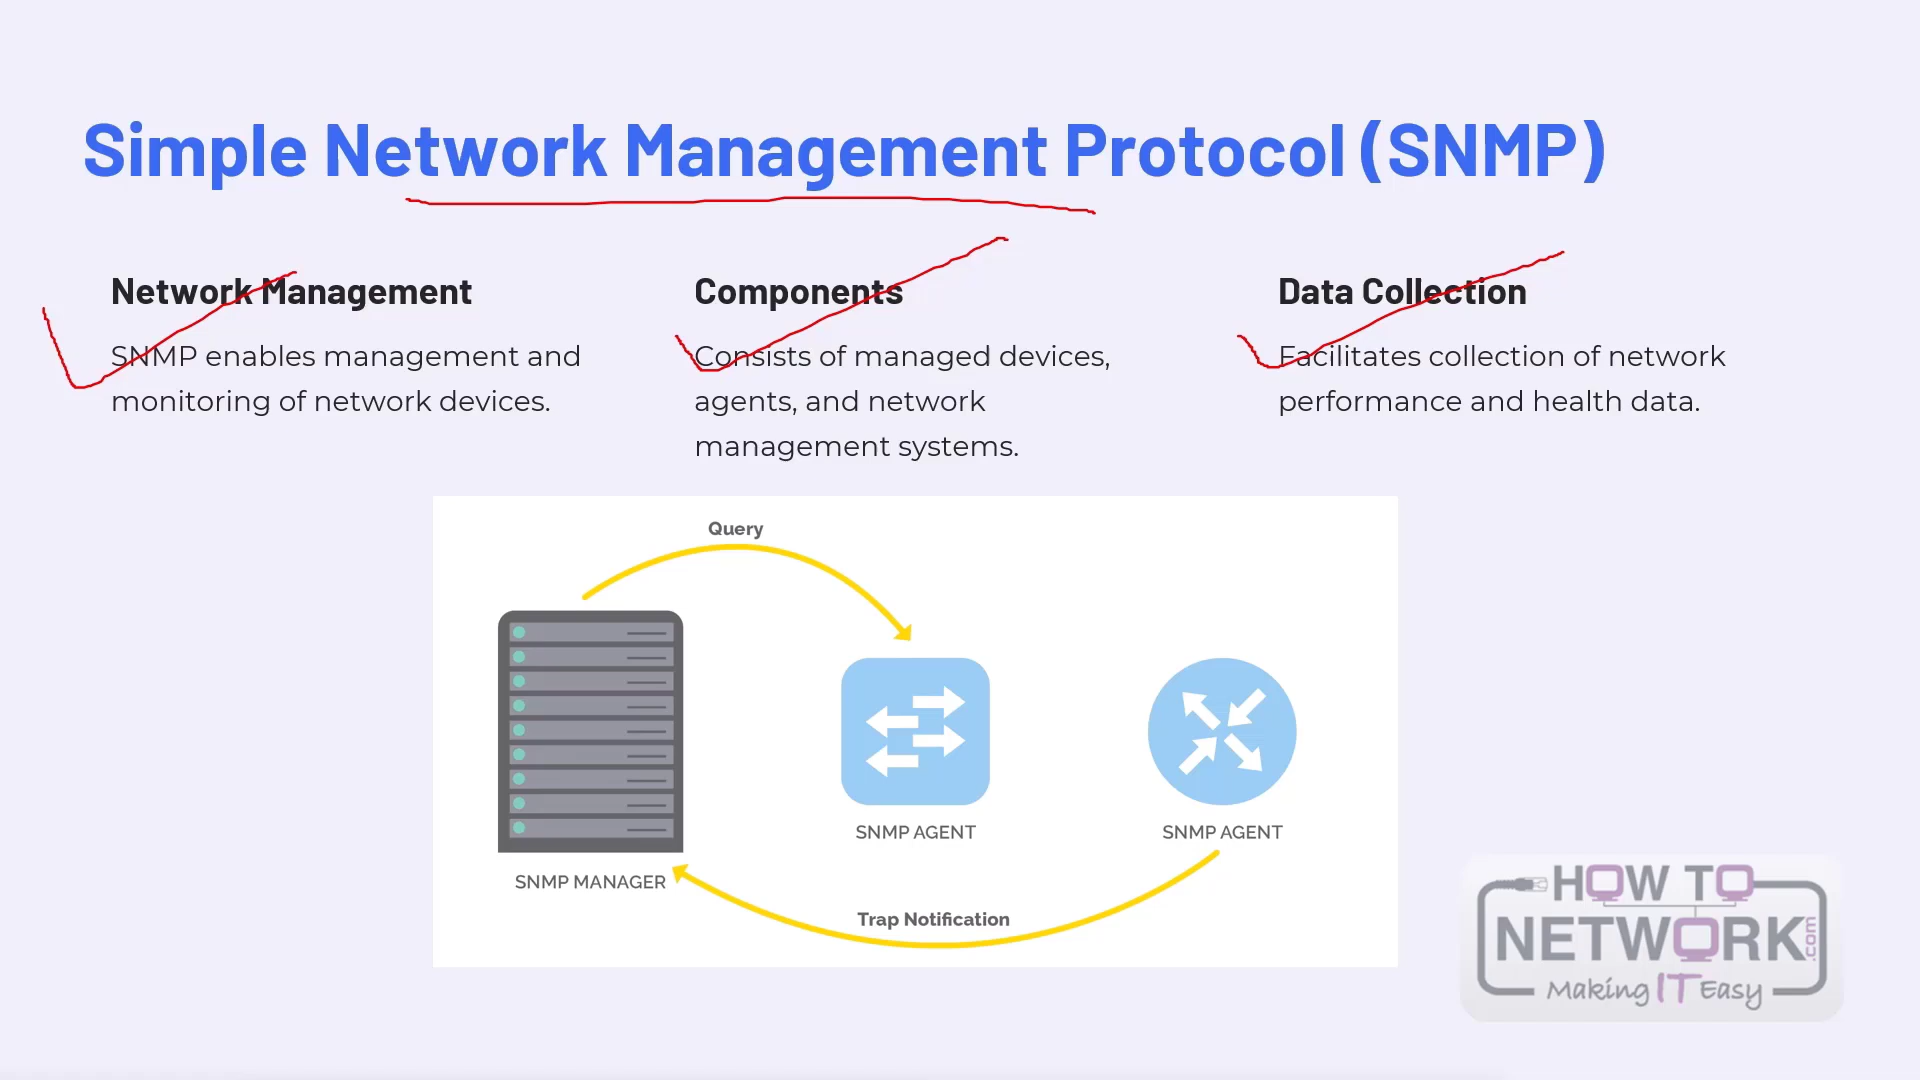 Simple Network Management Protocol (SNMP)
Network Management
SNMP enables management and
monitoring of network devices.
Components
Consists of managed devices,
agents, and network
management systems.
Data Collection
Facilitates collection of network
performance and health data.
Query
SNMP AGENT
SNMP AGENT
SNMP MANAGER
Trap Notification
HOW TO
NETWORK.com
Making IT Easy